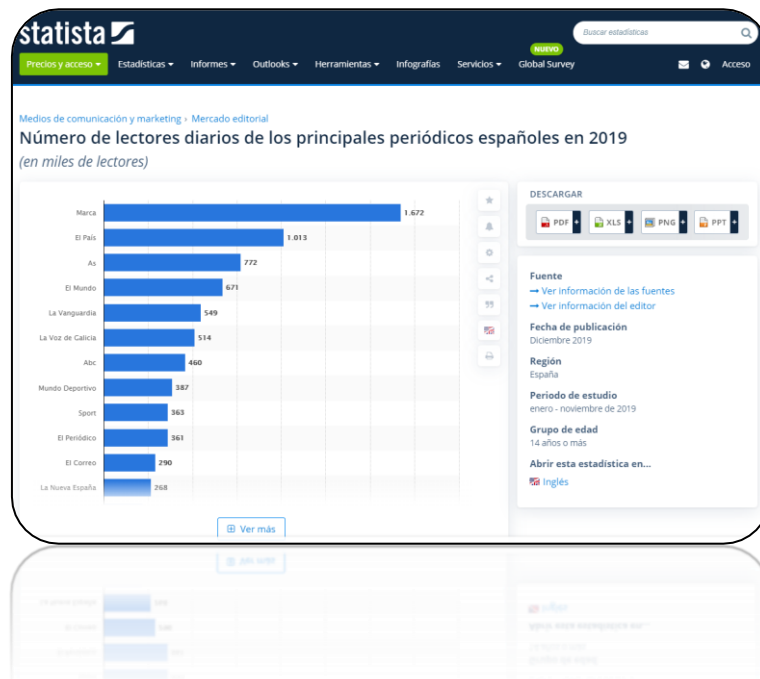 statista
Buscar estadísticas
Precios y acceso
Estadísticas
Informes
Outlooks
Herramientas
Infografías
Servicios
NUEVO
Global Survey
Acceso
Medios de comunicación y marketing › Mercado editorial
Número de lectores diarios de los principales periódicos españoles en 2019
(en miles de lectores)
Marca 1.672
El País 1.013
As 772
El Mundo 671
La Vanguardia 549
La Voz de Galicia 514
Abc 460
Mundo Deportivo 387
Sport 363
El Periódico 361
El Correo 290
La Nueva España 268
Ver más
DESCARGAR
PDF +
XLS +
PNG +
PPT +
Fuente
→ Ver información de las fuentes
→ Ver información del editor
Fecha de publicación
Diciembre 2019
Región
España
Periodo de estudio
enero - noviembre de 2019
Grupo de edad
14 años o más
Abrir esta estadística en...
Inglés